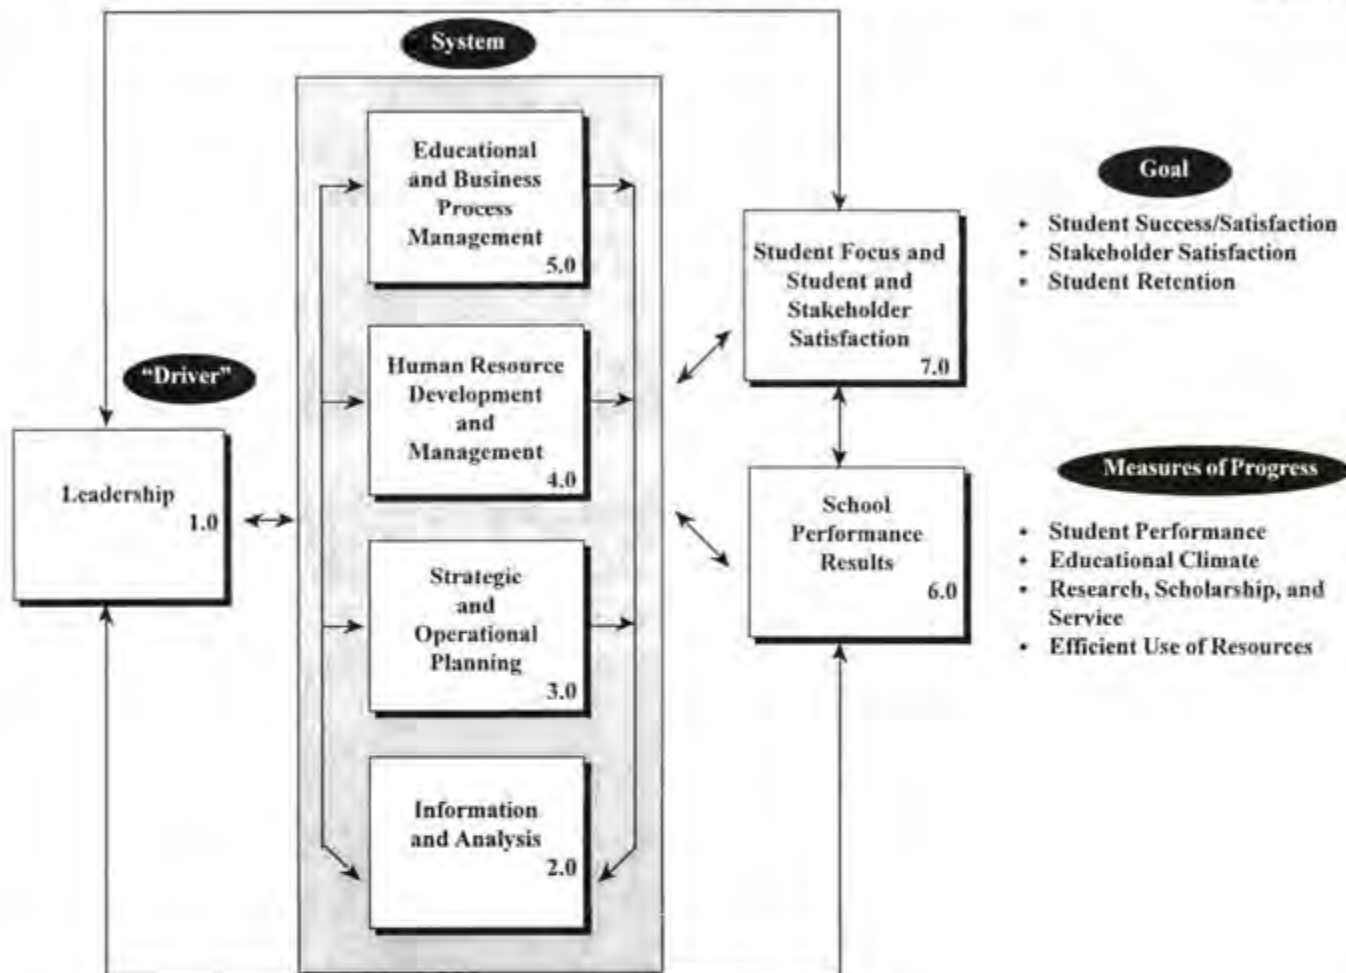 System
Educational
and Business
Process
Management
5.0
Human Resource
Development
and
Management
4.0
Strategic
and
Operational
Planning
3.0
Information
and Analysis
2.0
“Driver”
Leadership
1.0
Student Focus and
Student and
Stakeholder
Satisfaction
7.0
School
Performance
Results
6.0
Goal
• Student Success/Satisfaction
• Stakeholder Satisfaction
• Student Retention
Measures of Progress
• Student Performance
• Educational Climate
• Research, Scholarship, and
Service
• Efficient Use of Resources